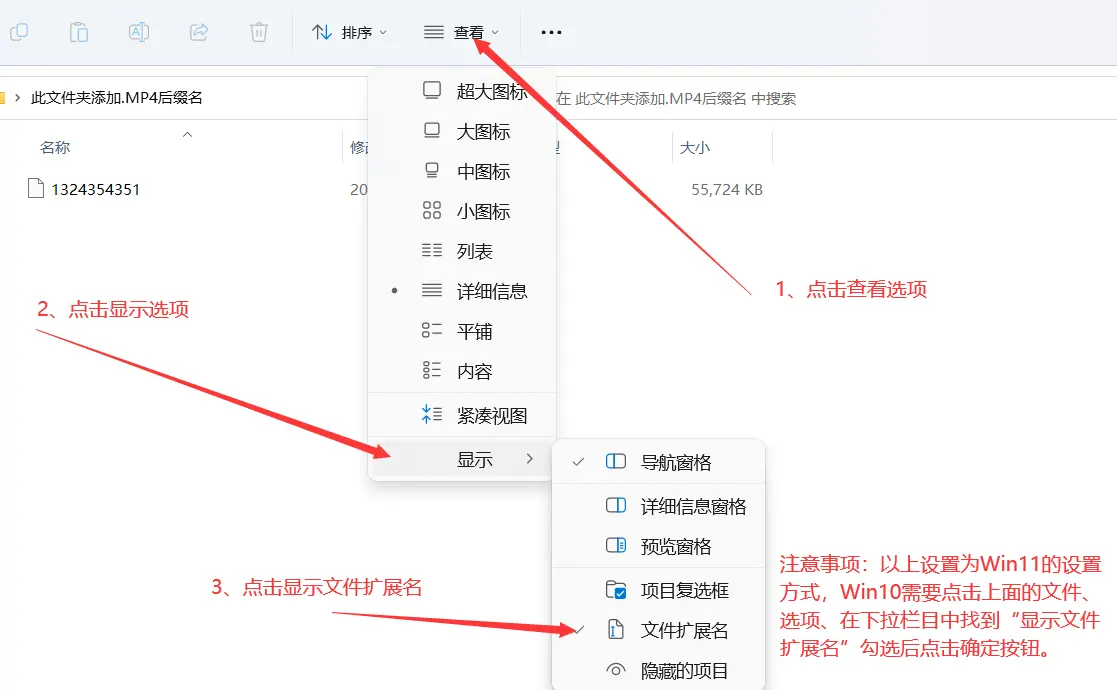 排序
查看
此文件夹添加.MP4后缀名
在 此文件夹添加.MP4后缀名 中搜索
名称
大小
1324354351
20
55,724 KB
超大图标
大图标
中图标
小图标
列表
详细信息
平铺
内容
紧凑视图
显示
导航窗格
详细信息窗格
预览窗格
项目复选框
文件扩展名
隐藏的项目
1、点击查看选项
2、点击显示选项
3、点击显示文件扩展名
注意事项：以上设置为Win11的设置
方式，Win10需要点击上面的文件、
选项、在下拉栏目中找到“显示文件
扩展名”勾选后点击确定按钮。